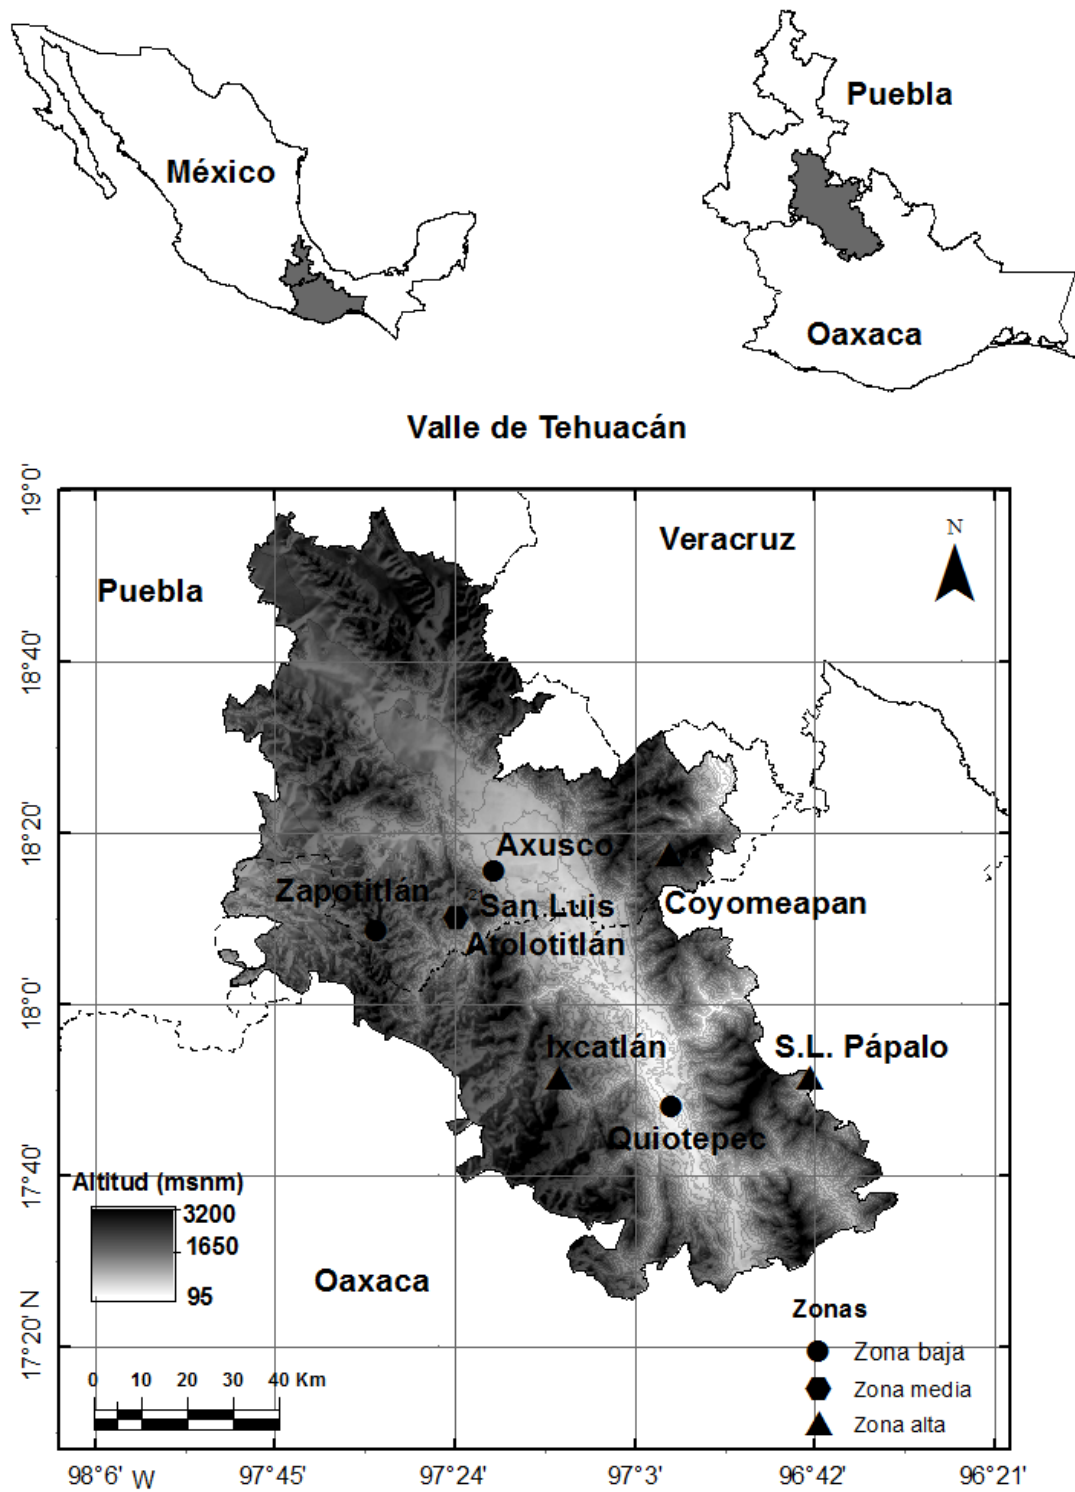 México
Puebla
Oaxaca
Valle de Tehuacán
19°0'
18°40'
18°20'
18°0'
17°40'
17°20' N
Veracruz
N
Puebla
Axusco
Zapotitlán
San Luis
Atolotitlán
Coyomeapan
Ixcatlán
S.L. Pápalo
Quiotepec
Altitud (msnm)
3200
1650
95
Oaxaca
Zonas
Zona baja
Zona media
Zona alta
0 10 20 30 40 Km
98°6' W 97°45' 97°24' 97°3' 96°42' 96°21'